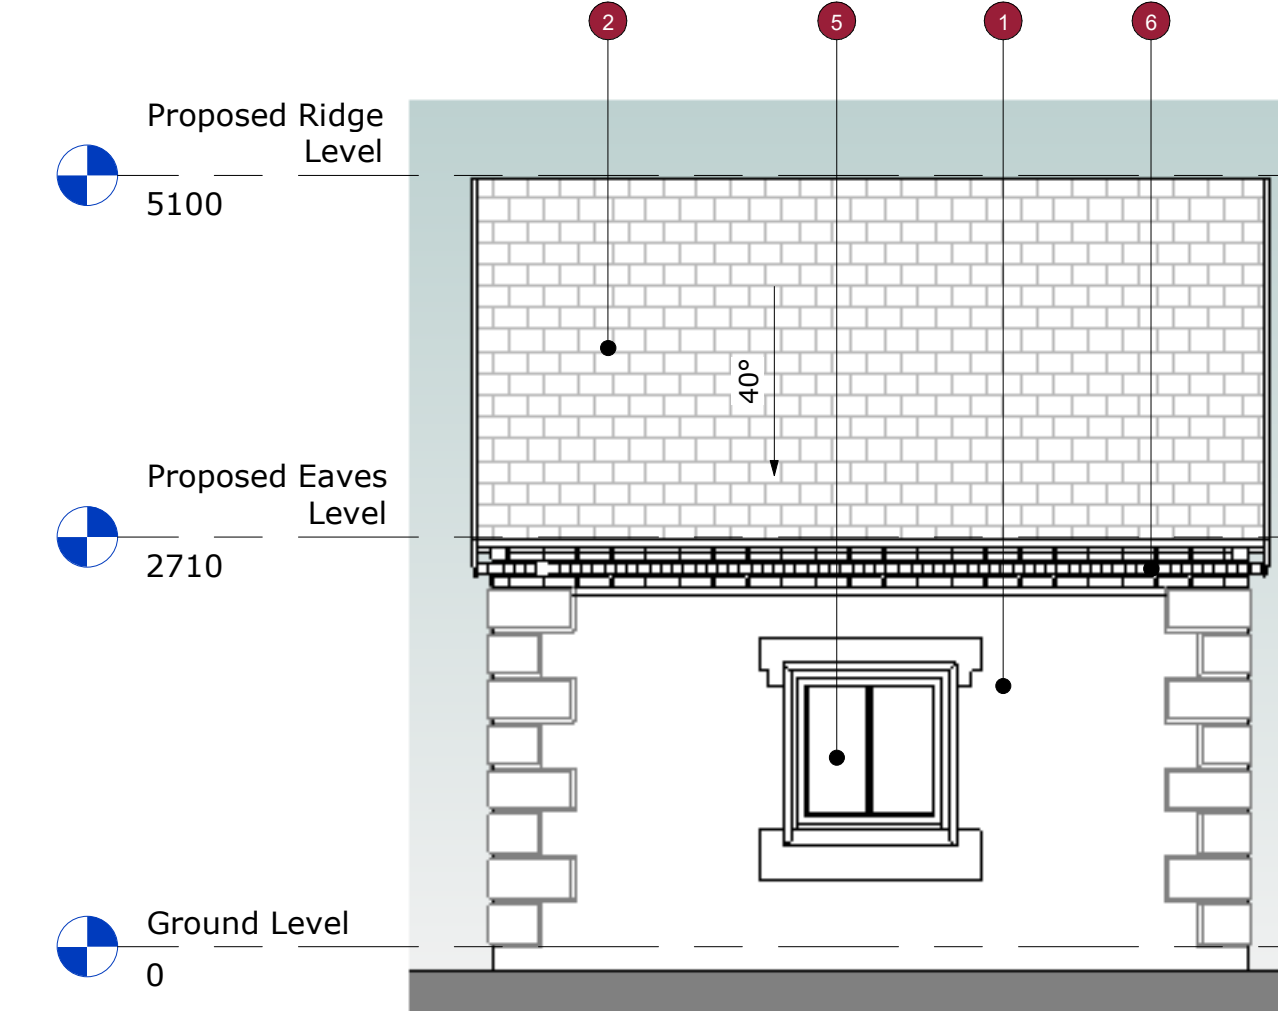 2 5 1 6
Proposed Ridge
Level
5100
40°
Proposed Eaves
Level
2710
Ground Level
0